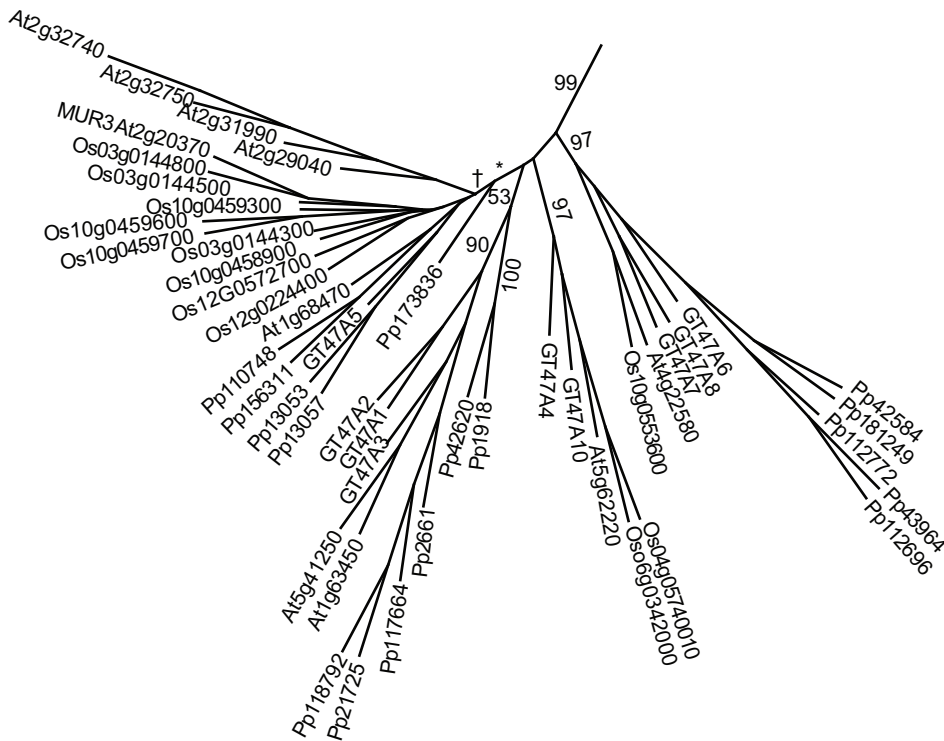 At2g32740
At2g32750
At2g31990
At2g29040
MUR3At2g20370
Os03g0144800
Os03g0144500
Os10g0459300
Os10g0459600
Os10g0459700
Os03g0144300
Os10g0458900
Os12G0572700
Os12g0224400
At1g68470
GT47A5
Pp110748
Pp156311
Pp13053
Pp13057
Pp173836
†
*
53
99
97
90
100
97
GT47A2
GT47A1
GT47A3
At5g41250
At1g63450
Pp118792
Pp21725
Pp117664
Pp2661
Pp42620
Pp1918
GT47A4
GT47A10
At5g62220
Oso6g0342000
Os04g05740010
Os10g0553600
At4g22580
GT47A7
GT47A8
GT47A6
Pp42584
Pp181249
Pp112772
Pp43964
Pp112696